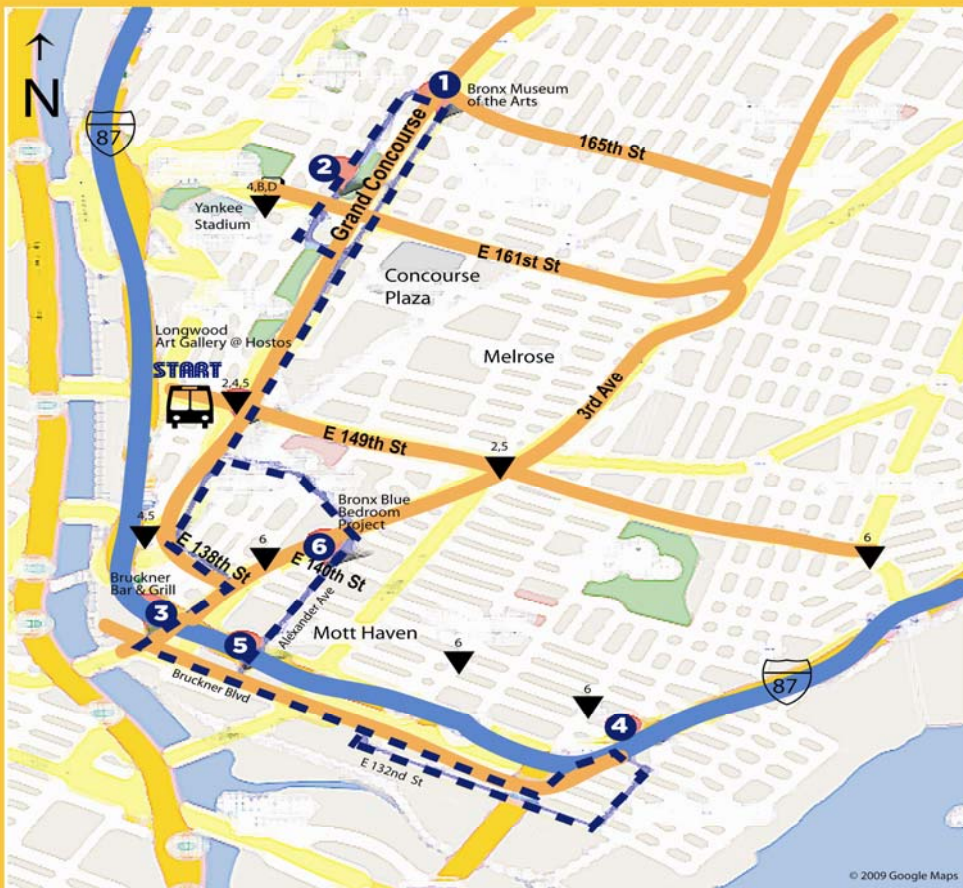 N
87
1
Bronx Museum
of the Arts
165th St
2
Grand Concourse
4,B,D
Yankee
Stadium
E 161st St
Concourse
Plaza
Longwood
Art Gallery @ Hostos
START
2,4,5
Melrose
3rd Ave
E 149th St
2,5
Bronx Blue
Bedroom
Project
4,5
6
6
E 138th St
E 140th St
6
Bruckner
Bar & Grill
3
Alexander Ave
5
Mott Haven
6
Bruckner Blvd
6
4
87
E 132nd St
© 2009 Google Maps